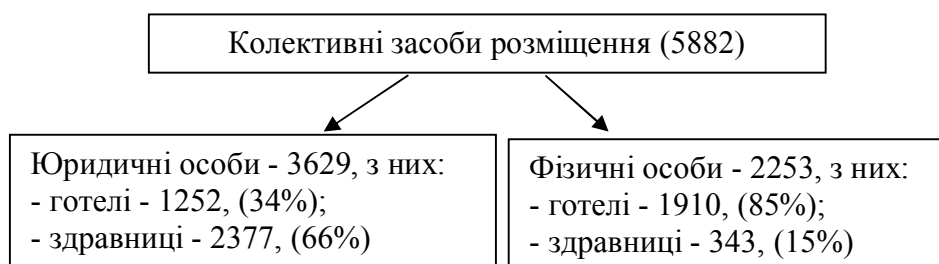 Колективні засоби розміщення (5882)
Юридичні особи - 3629, з них:
- готелі - 1252, (34%);
- здравниці - 2377, (66%)
Фізичні особи - 2253, з них:
- готелі - 1910, (85%);
- здравниці - 343, (15%)